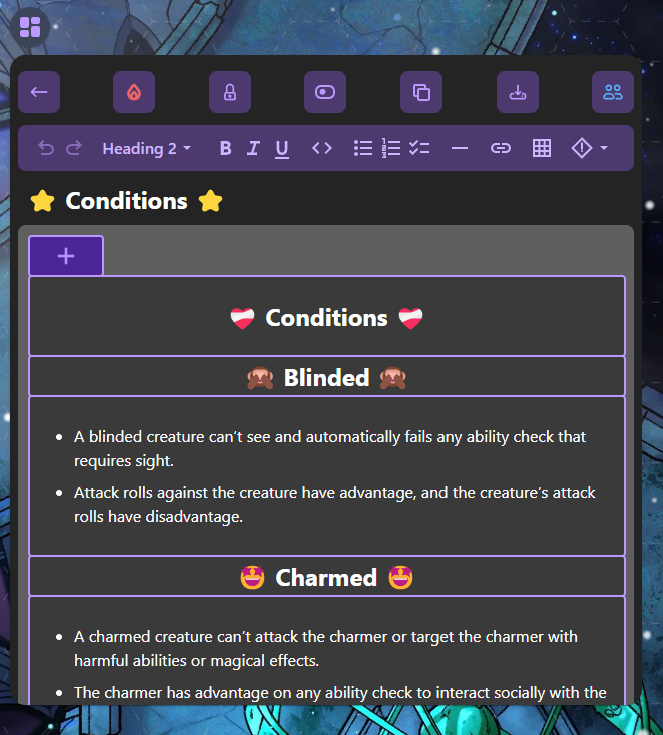 Heading 2
B I U
⭐ Conditions ⭐
+
❤️‍🩹 Conditions ❤️‍🩹
🙈 Blinded 🙈
• A blinded creature can’t see and automatically fails any ability check that
requires sight.
• Attack rolls against the creature have advantage, and the creature’s attack
rolls have disadvantage.
🤩 Charmed 🤩
• A charmed creature can’t attack the charmer or target the charmer with
harmful abilities or magical effects.
• The charmer has advantage on any ability check to interact socially with the